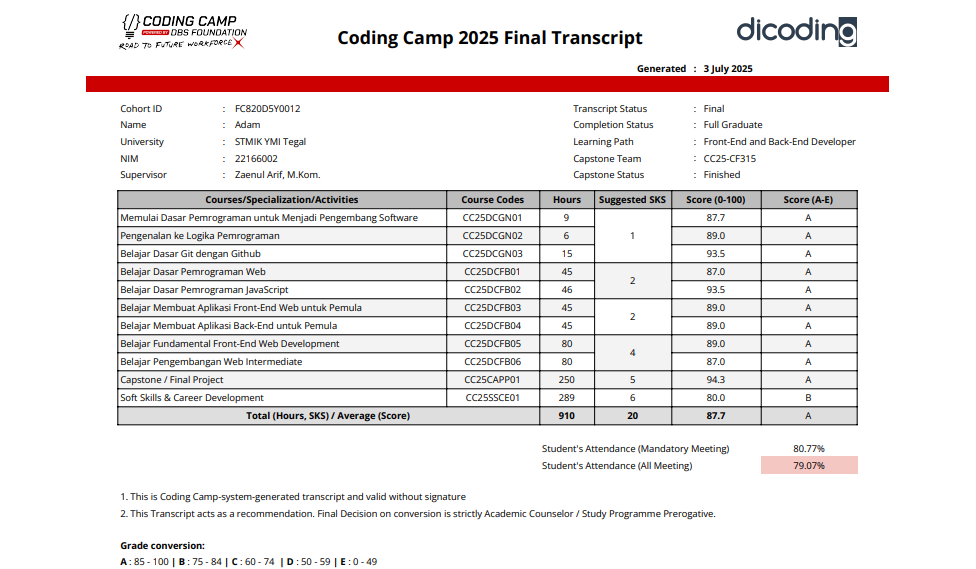 CODING CAMP
POWERED BY DBS FOUNDATION
ROAD TO FUTURE WORKFORCEX
Coding Camp 2025 Final Transcript
dicoding
Generated : 3 July 2025
Cohort ID : FC820D5Y0012
Name : Adam
University : STMIK YMI Tegal
NIM : 22166002
Supervisor : Zaenul Arif, M.Kom.
Transcript Status : Final
Completion Status : Full Graduate
Learning Path : Front-End and Back-End Developer
Capstone Team : CC25-CF315
Capstone Status : Finished
Courses/Specialization/Activities Course Codes Hours Suggested SKS Score (0-100) Score (A-E)
Memulai Dasar Pemrograman untuk Menjadi Pengembang Software CC25DCGN01 9 87.7 A
Pengenalan ke Logika Pemrograman CC25DCGN02 6 1 89.0 A
Belajar Dasar Git dengan Github CC25DCGN03 15 93.5 A
Belajar Dasar Pemrograman Web CC25DCFB01 45 2 87.0 A
Belajar Dasar Pemrograman JavaScript CC25DCFB02 46 93.5 A
Belajar Membuat Aplikasi Front-End Web untuk Pemula CC25DCFB03 45 2 89.0 A
Belajar Membuat Aplikasi Back-End untuk Pemula CC25DCFB04 45 89.0 A
Belajar Fundamental Front-End Web Development CC25DCFB05 80 4 89.0 A
Belajar Pengembangan Web Intermediate CC25DCFB06 80 87.0 A
Capstone / Final Project CC25CAPP01 250 5 94.3 A
Soft Skills & Career Development CC25SSCE01 289 6 80.0 B
Total (Hours, SKS) / Average (Score) 910 20 87.7 A
Student's Attendance (Mandatory Meeting) 80.77%
Student's Attendance (All Meeting) 79.07%
1. This is Coding Camp-system-generated transcript and valid without signature
2. This Transcript acts as a recommendation. Final Decision on conversion is strictly Academic Counselor / Study Programme Prerogative.
Grade conversion:
A : 85 - 100 | B : 75 - 84 | C : 60 - 74 | D : 50 - 59 | E : 0 - 49